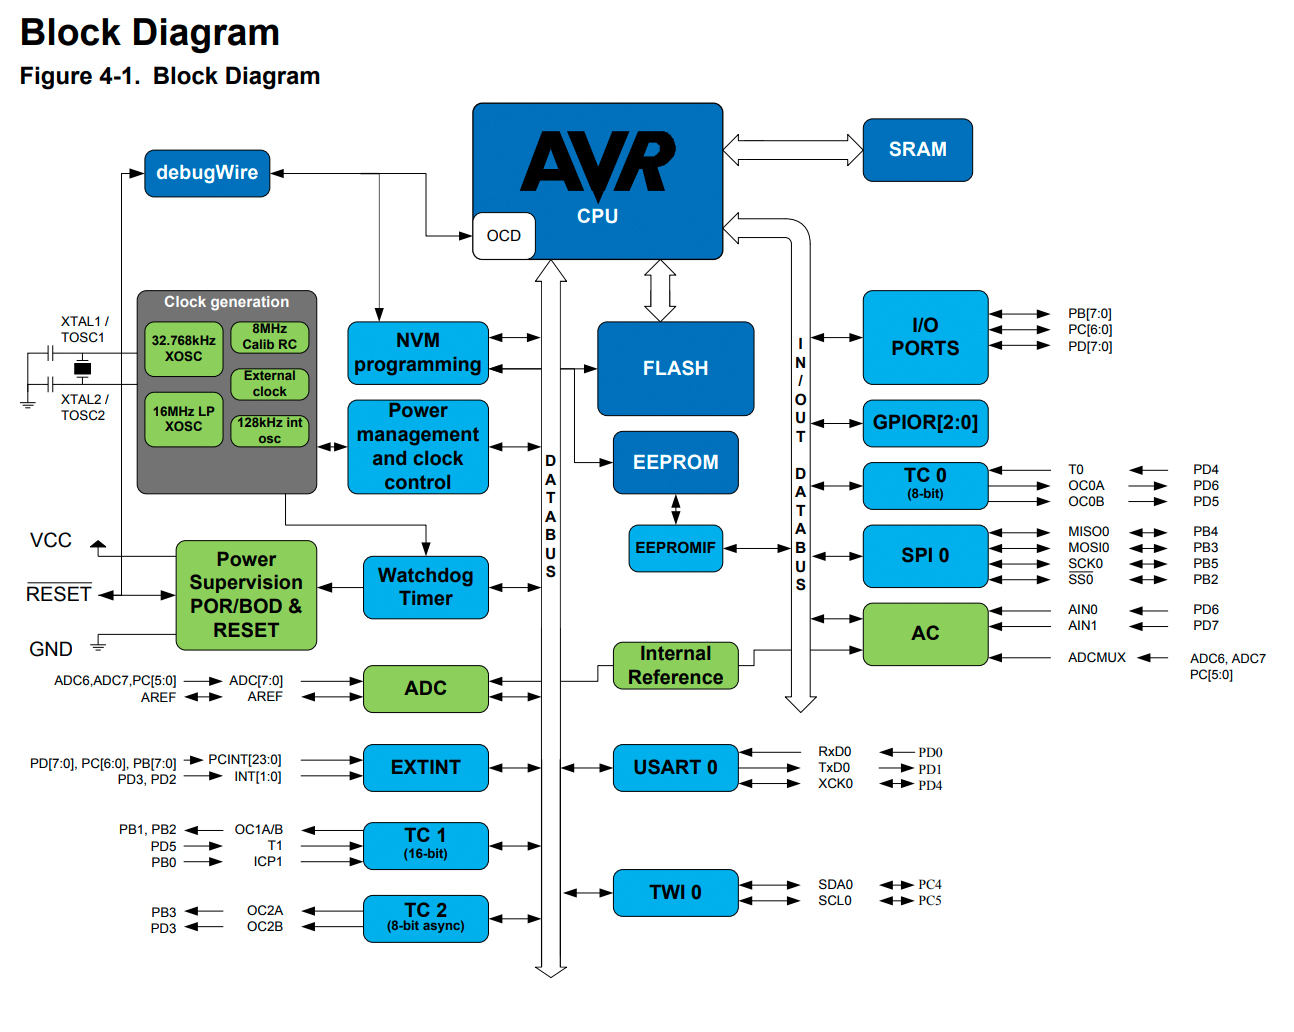 Block Diagram
Figure 4-1. Block Diagram
AVR
CPU
OCD
SRAM
debugWire
Clock generation
32.768kHz
XOSC
8MHz
Calib RC
External
clock
16MHz LP
XOSC
128kHz int
osc
XTAL1 /
TOSC1
XTAL2 /
TOSC2
NVM
programming
Power
management
and clock
control
FLASH
EEPROM
EEPROMIF
DATABUS
IN/OUT DATABUS
I/O
PORTS
PB[7:0]
PC[6:0]
PD[7:0]
GPIOR[2:0]
TC 0
(8-bit)
T0 PD4
OC0A PD6
OC0B PD5
SPI 0
MISO0 PB4
MOSI0 PB3
SCK0 PB5
SS0 PB2
AC
AIN0 PD6
AIN1 PD7
ADCMUX ADC6, ADC7
PC[5:0]
VCC
RESET
GND
Power
Supervision
POR/BOD &
RESET
Watchdog
Timer
Internal
Reference
ADC6,ADC7,PC[5:0] ADC[7:0]
AREF AREF
ADC
PD[7:0], PC[6:0], PB[7:0] PCINT[23:0]
PD3, PD2 INT[1:0]
EXTINT
USART 0
RxD0 PD0
TxD0 PD1
XCK0 PD4
PB1, PB2 OC1A/B
PD5 T1
PB0 ICP1
TC 1
(16-bit)
TWI 0
SDA0 PC4
SCL0 PC5
PB3 OC2A
PD3 OC2B
TC 2
(8-bit async)